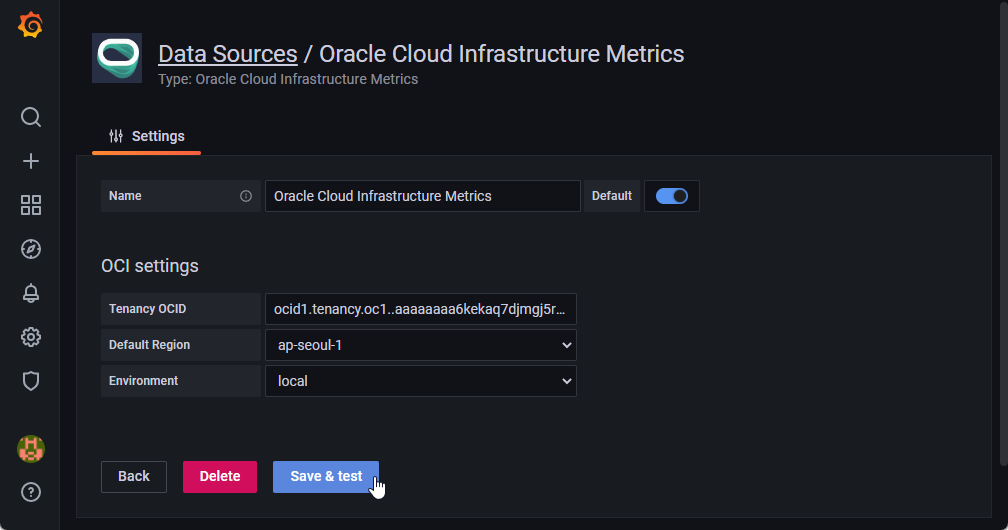 Data Sources / Oracle Cloud Infrastructure Metrics
Type: Oracle Cloud Infrastructure Metrics
Settings
Name Oracle Cloud Infrastructure Metrics Default
OCI settings
Tenancy OCID ocid1.tenancy.oc1..aaaaaaaa6kekaq7djmgj5r...
Default Region ap-seoul-1
Environment local
Back Delete Save & test